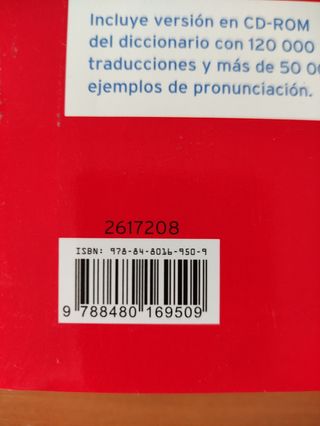 Incluye versión en CD-ROM
del diccionario con 120 000
traducciones y más de 50 00
ejemplos de pronunciación.
2617208
ISBN: 978-84-8016-950-9
9 788480 169509